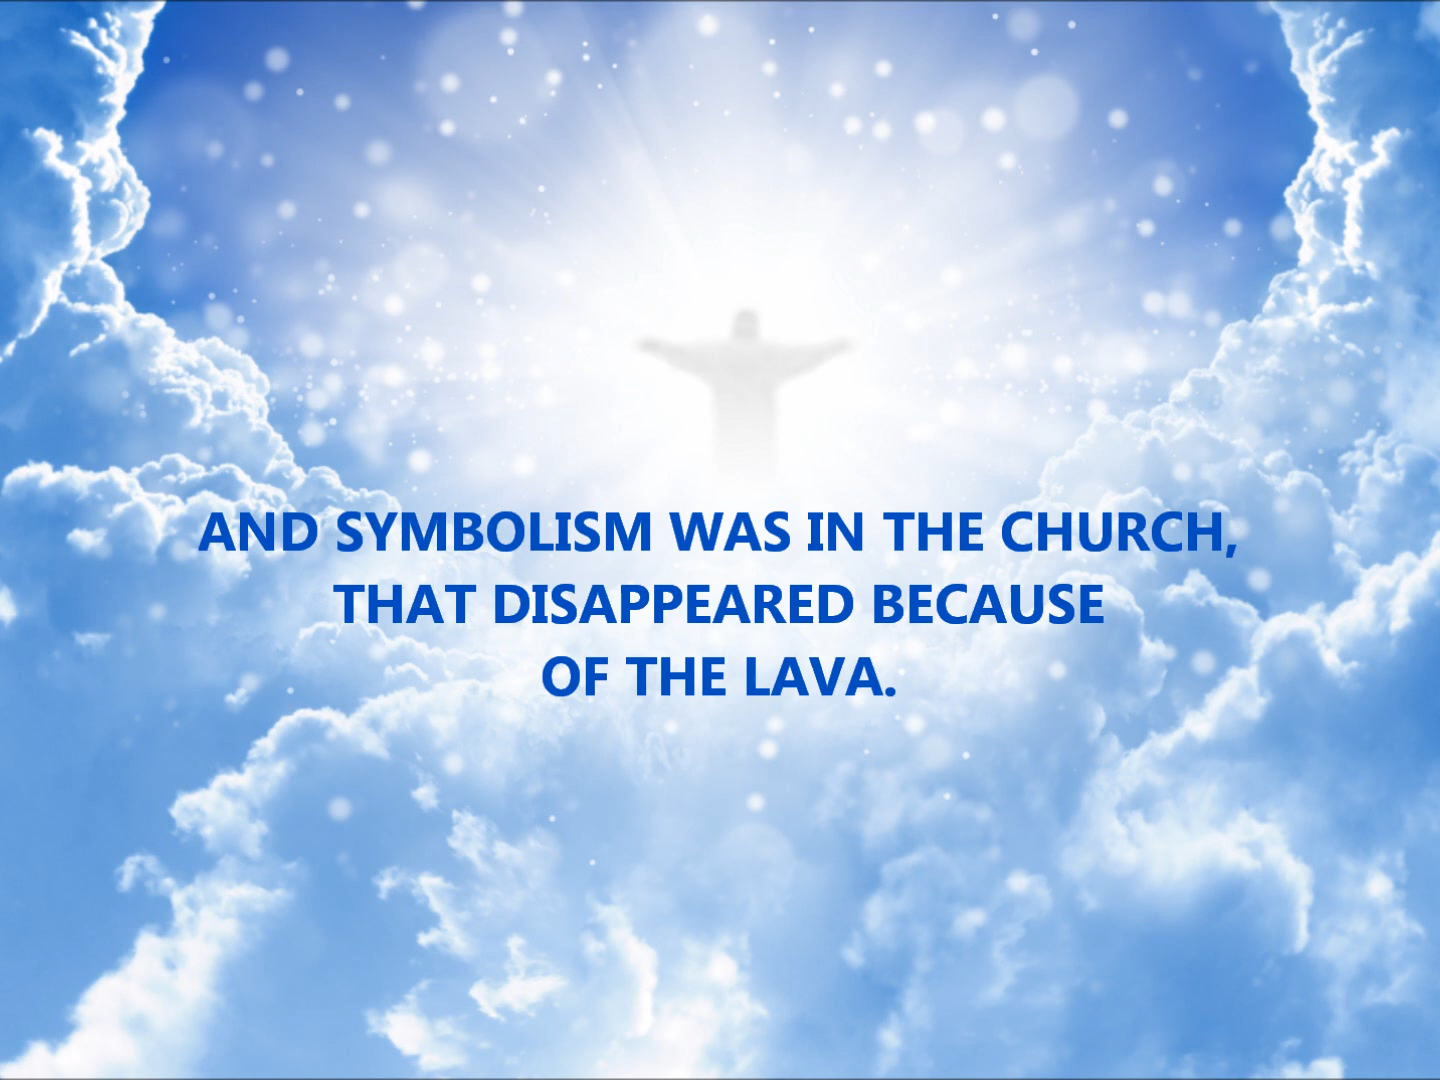 AND SYMBOLISM WAS IN THE CHURCH,
THAT DISAPPEARED BECAUSE
OF THE LAVA.